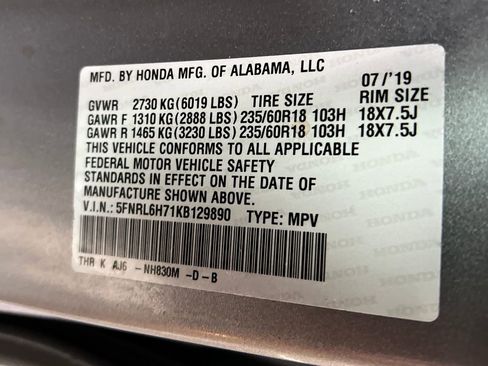 MFD. BY HONDA MFG. OF ALABAMA, LLC 07/'19
GVWR 2730 KG(6019 LBS) TIRE SIZE RIM SIZE
GAWR F 1310 KG(2888 LBS)235/60R18 103H 18X7.5J
GAWR R 1465 KG(3230 LBS)235/60R18 103H 18X7.5J
THIS VEHICLE CONFORMS TO ALL APPLICABLE
FEDERAL MOTOR VEHICLE SAFETY
STANDARDS IN EFFECT ON THE DATE OF
MANUFACTURE SHOWN ABOVE.
V.I.N.: 5FNRL6H71KB129890 TYPE: MPV
THR K AJ6 -NH830M -D-B